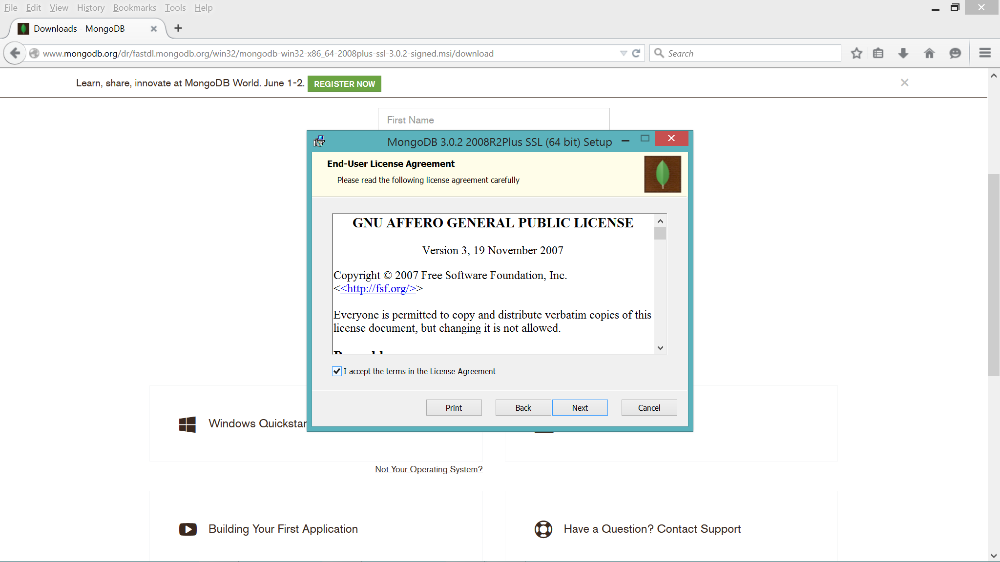 File Edit View History Bookmarks Tools Help
Downloads - MongoDB
www.mongodb.org/dr/fastdl.mongodb.org/win32/mongodb-win32-x86_64-2008plus-ssl-3.0.2-signed.msi/download
Search
Learn, share, innovate at MongoDB World. June 1-2. REGISTER NOW
First Name
MongoDB 3.0.2 2008R2Plus SSL (64 bit) Setup
End-User License Agreement
Please read the following license agreement carefully
GNU AFFERO GENERAL PUBLIC LICENSE
Version 3, 19 November 2007
Copyright © 2007 Free Software Foundation, Inc.
<<http://fsf.org/>>
Everyone is permitted to copy and distribute verbatim copies of this
license document, but changing it is not allowed.
I accept the terms in the License Agreement
Print Back Next Cancel
Windows Quickstar
Not Your Operating System?
Building Your First Application
Have a Question? Contact Support